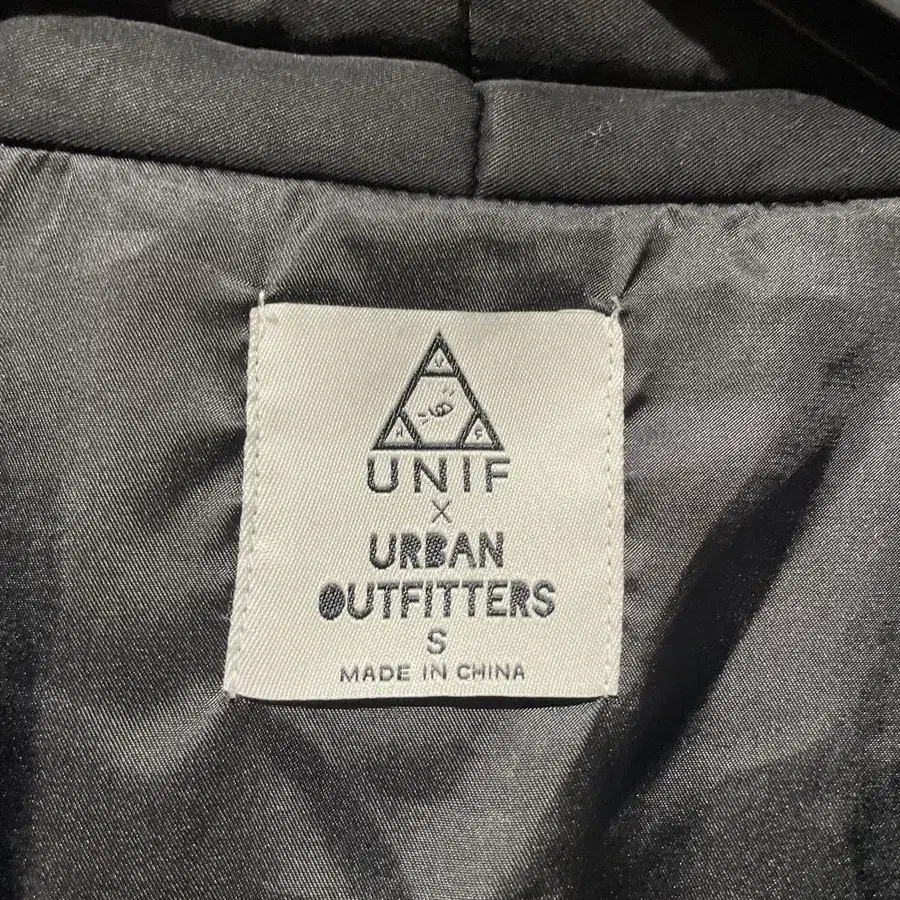 U
N F
UNIF
X
URBAN
OUTFITTERS
S
MADE IN CHINA